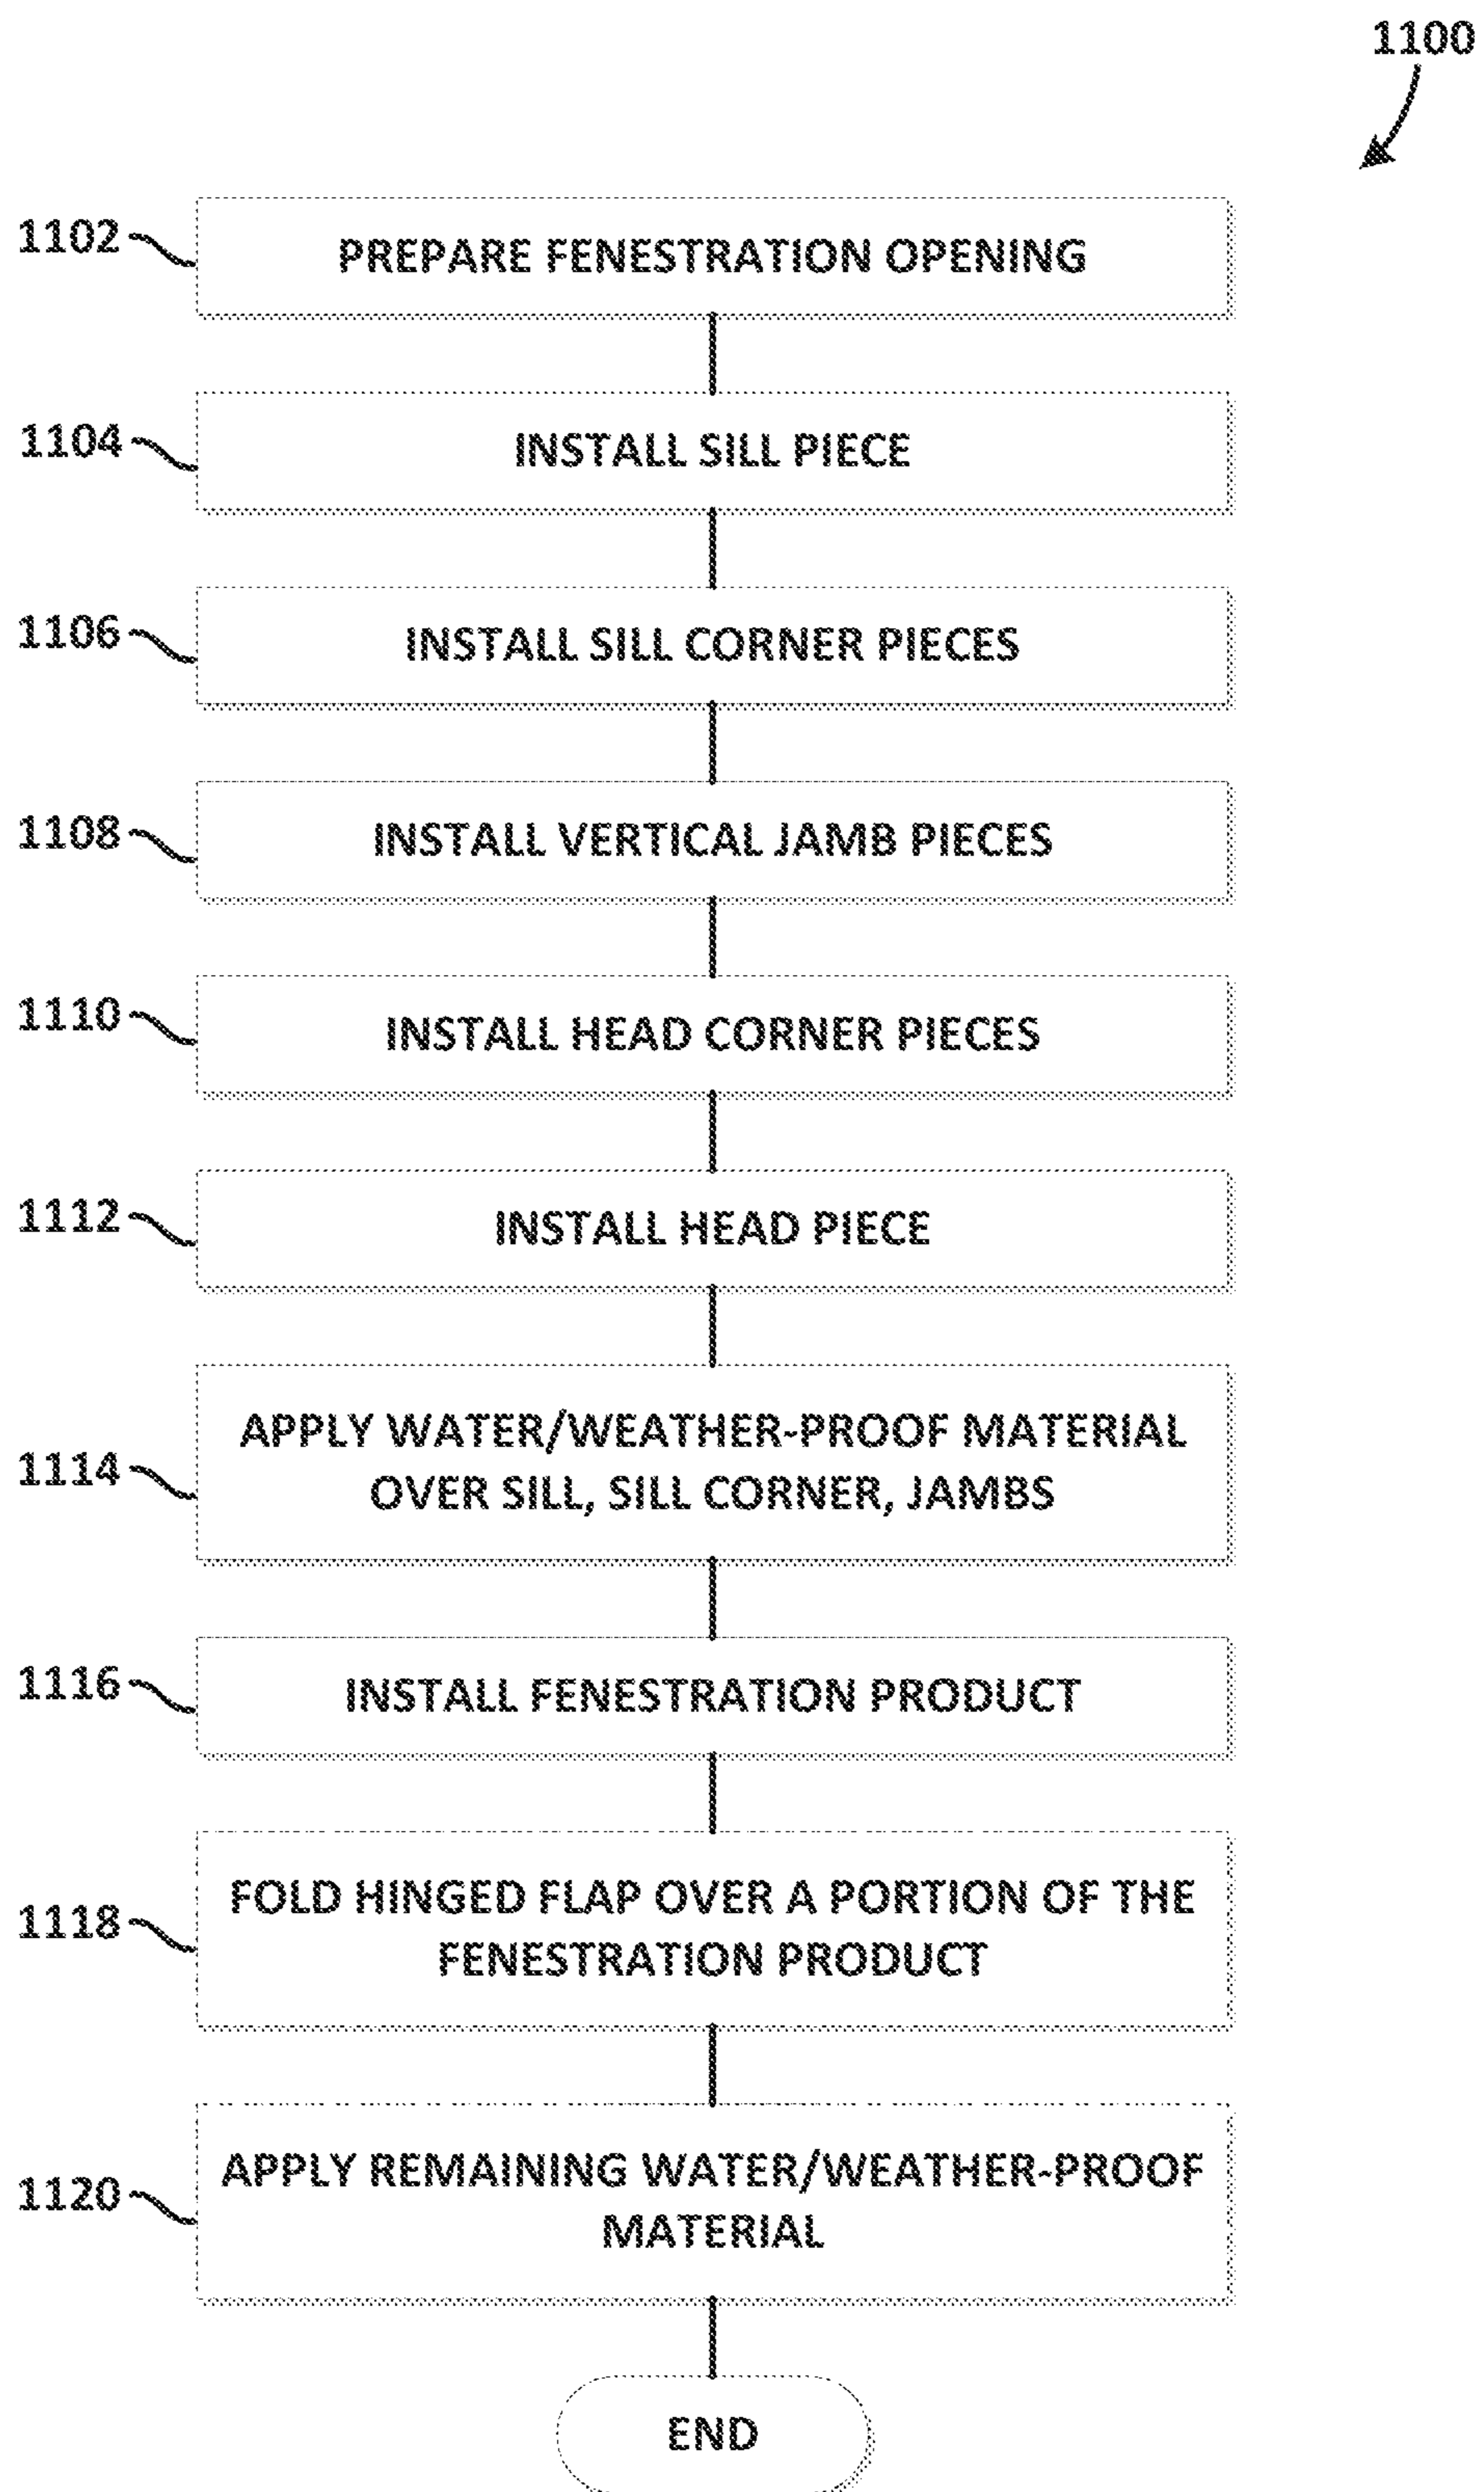 1100
1102
PREPARE FENESTRATION OPENING
1104
INSTALL SILL PIECE
1106
INSTALL SILL CORNER PIECES
1108
INSTALL VERTICAL JAMB PIECES
1110
INSTALL HEAD CORNER PIECES
1112
INSTALL HEAD PIECE
1114
APPLY WATER/WEATHER-PROOF MATERIAL
OVER SILL, SILL CORNER, JAMBS
1116
INSTALL FENESTRATION PRODUCT
1118
FOLD HINGED FLAP OVER A PORTION OF THE
FENESTRATION PRODUCT
1120
APPLY REMAINING WATER/WEATHER-PROOF
MATERIAL
END